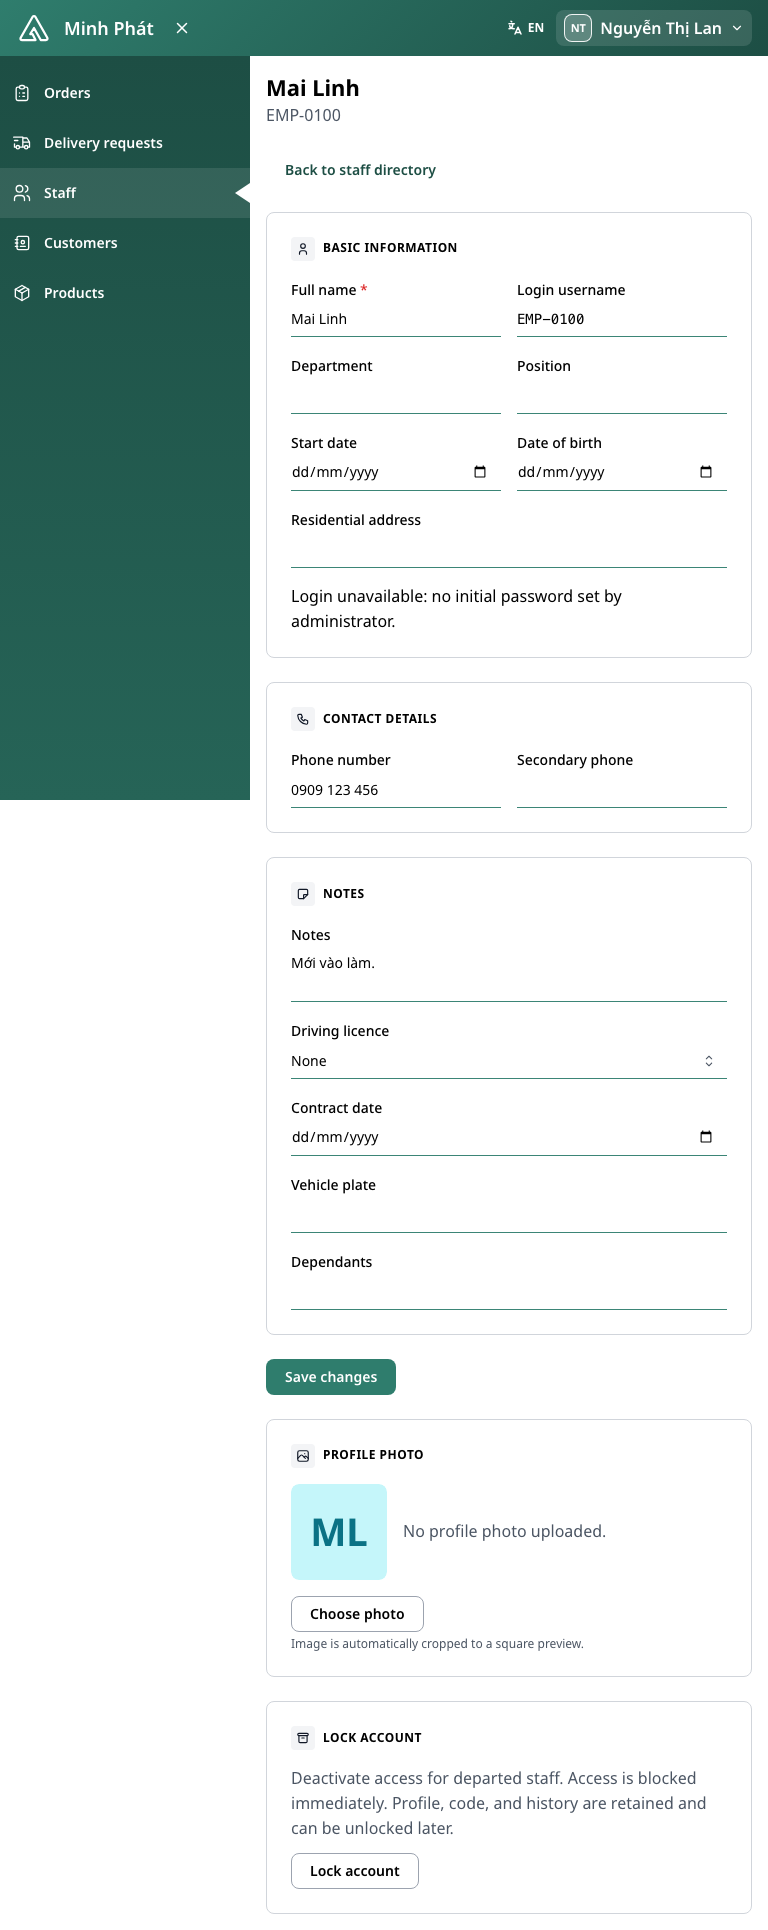 Minh Phát
EN
NT
Nguyễn Thị Lan
Orders
Delivery requests
Staff
Customers
Products
Mai Linh
EMP-0100
Back to staff directory
BASIC INFORMATION
Full name *
Login username
Mai Linh
EMP-0100
Department
Position
Start date
Date of birth
dd/mm/yyyy
dd/mm/yyyy
Residential address
Login unavailable: no initial password set by
administrator.
CONTACT DETAILS
Phone number
Secondary phone
0909 123 456
NOTES
Notes
Mới vào làm.
Driving licence
None
Contract date
dd/mm/yyyy
Vehicle plate
Dependants
Save changes
PROFILE PHOTO
ML
No profile photo uploaded.
Choose photo
Image is automatically cropped to a square preview.
LOCK ACCOUNT
Deactivate access for departed staff. Access is blocked
immediately. Profile, code, and history are retained and
can be unlocked later.
Lock account